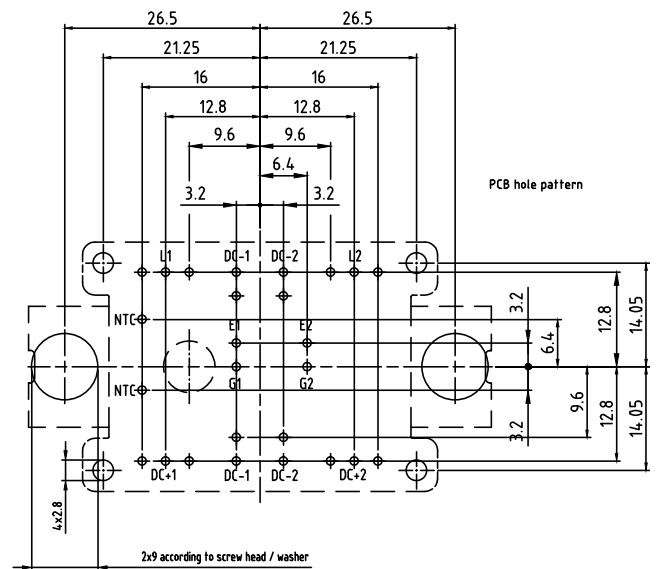 26.5 26.5
21.25 21.25
16 16
12.8 12.8
9.6 9.6
6.4
3.2 3.2
PCB hole pattern
L1 DC-1 DC-2 L2
NTC
E1 E2
G1 G2
NTC
3.2
6.4
12.8
14.05
3.2
9.6
12.8
14.05
DC+1 DC-1 DC-2 DC+2
4x2.8
2x9 according to screw head / washer